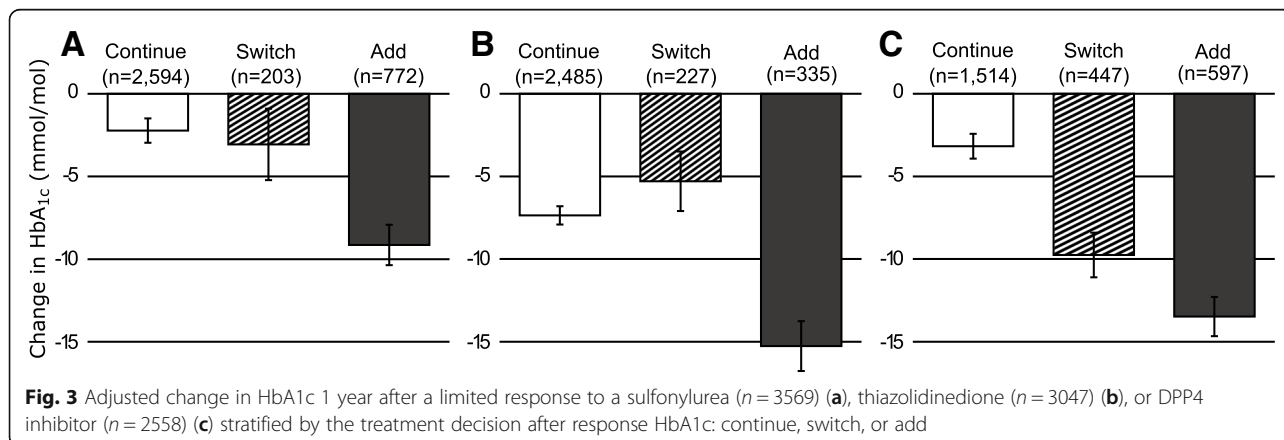 A
Continue
(n=2,594)
Switch
(n=203)
Add
(n=772)
B
Continue
(n=2,485)
Switch
(n=227)
Add
(n=335)
C
Continue
(n=1,514)
Switch
(n=447)
Add
(n=597)
Change in HbA1c (mmol/mol)
0
-5
-10
-15
0
-5
-10
-15
0
-5
-10
-15
Fig. 3 Adjusted change in HbA1c 1 year after a limited response to a sulfonylurea (n = 3569) (a), thiazolidinedione (n = 3047) (b), or DPP4
inhibitor (n = 2558) (c) stratified by the treatment decision after response HbA1c: continue, switch, or add